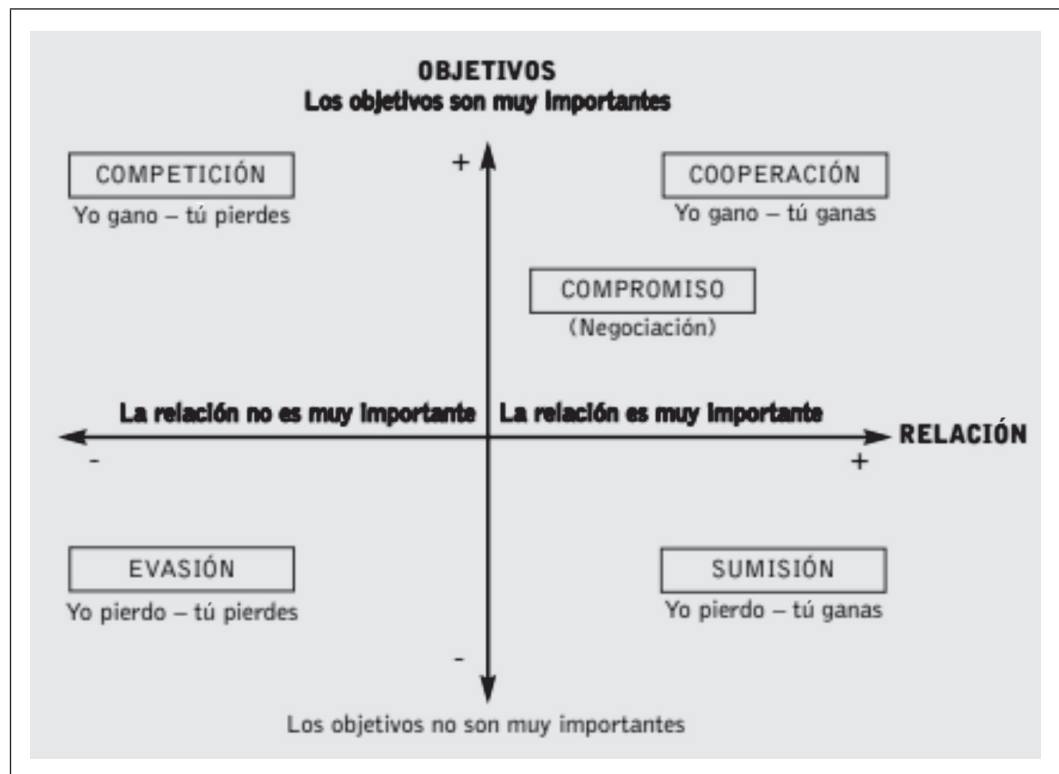 OBJETIVOS
Los objetivos son muy importantes
+
COMPETICIÓN
Yo gano – tú pierdes
COOPERACIÓN
Yo gano – tú ganas
COMPROMISO
(Negociación)
La relación no es muy importante
La relación es muy importante
RELACIÓN
-
+
EVASIÓN
Yo pierdo – tú pierdes
SUMISIÓN
Yo pierdo – tú ganas
-
Los objetivos no son muy importantes